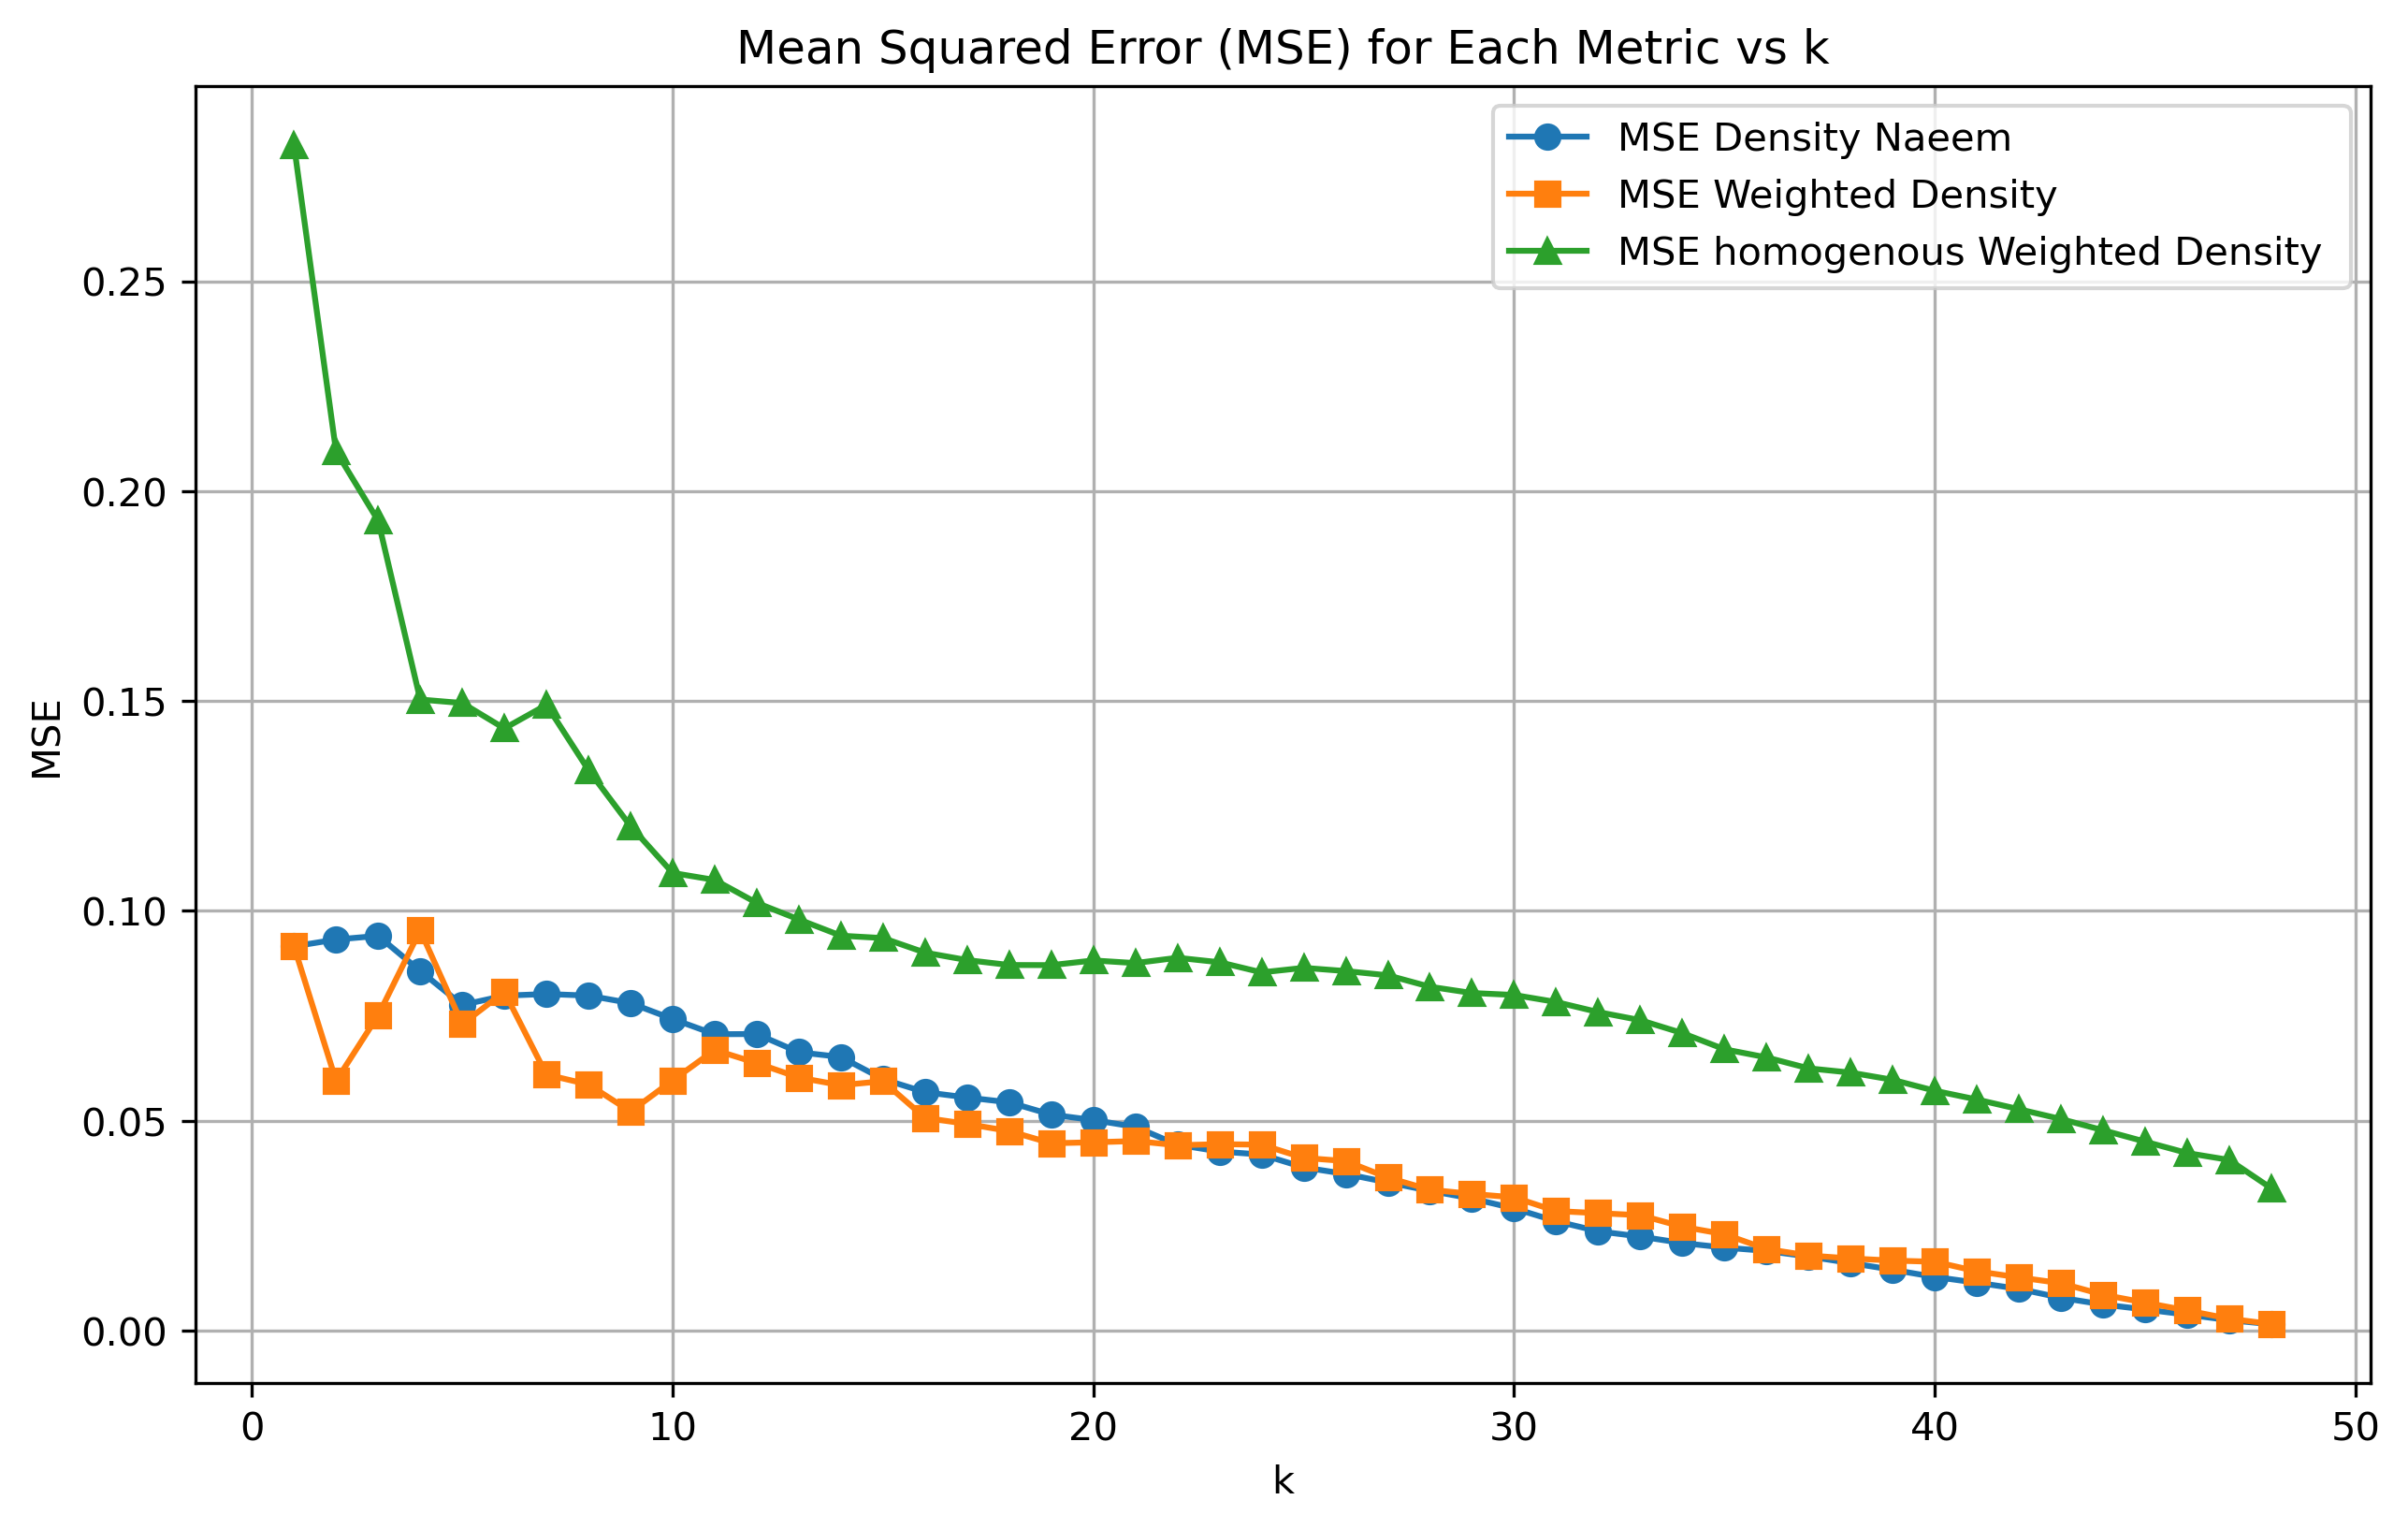 Mean Squared Error (MSE) for Each Metric vs k
MSE Density Naeem
MSE Weighted Density
MSE homogenous Weighted Density
MSE
0.25
0.20
0.15
0.10
0.05
0.00
0 10 20 30 40 50
k